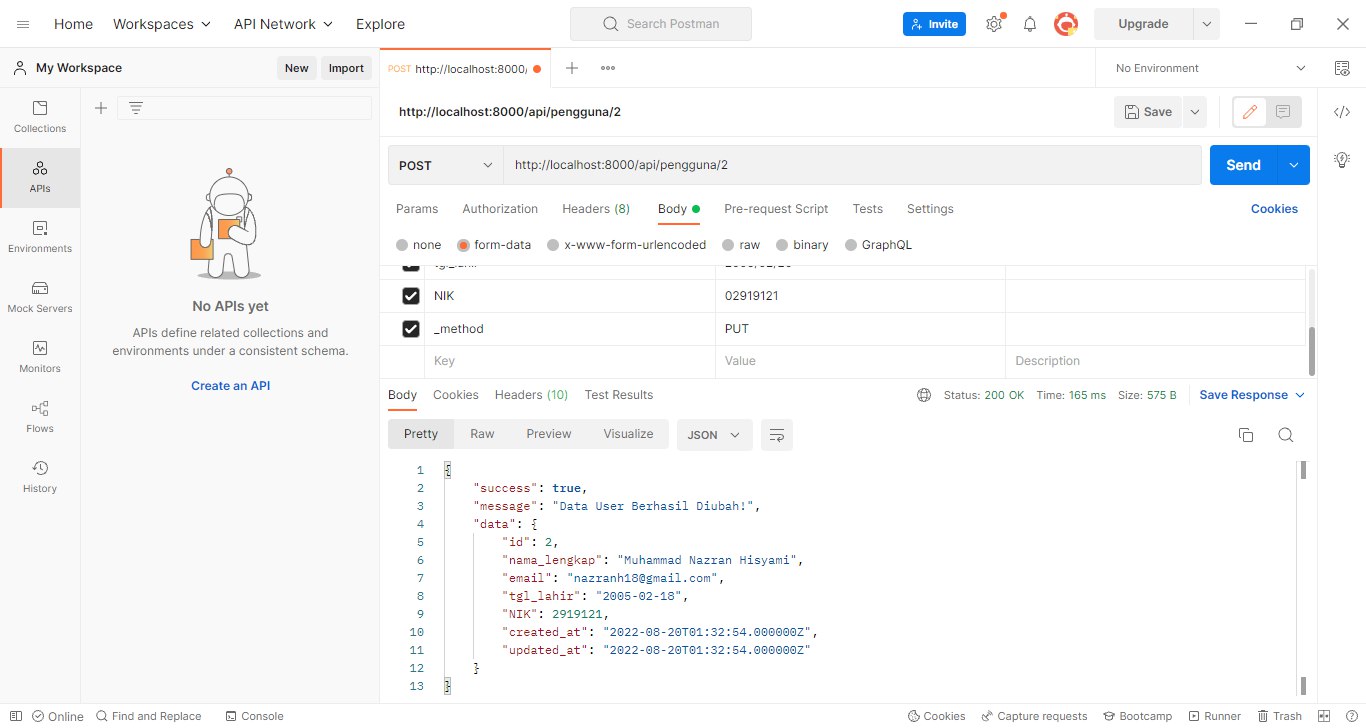 Home Workspaces API Network Explore Search Postman Invite Upgrade
My Workspace New Import POST http://localhost:8000/ No Environment
Collections
APIs
Environments
Mock Servers
Monitors
Flows
History
No APIs yet
APIs define related collections and
environments under a consistent schema.
Create an API
http://localhost:8000/api/pengguna/2 Save
POST http://localhost:8000/api/pengguna/2 Send
Params Authorization Headers (8) Body Pre-request Script Tests Settings Cookies
none form-data x-www-form-urlencoded raw binary GraphQL
NIK 02919121
_method PUT
Key Value Description
Body Cookies Headers (10) Test Results Status: 200 OK Time: 165 ms Size: 575 B Save Response
Pretty Raw Preview Visualize JSON
1 {
2 "success": true,
3 "message": "Data User Berhasil Diubah!",
4 "data": {
5 "id": 2,
6 "nama_lengkap": "Muhammad Nazran Hisyami",
7 "email": "nazranh18@gmail.com",
8 "tgl_lahir": "2005-02-18",
9 "NIK": 2919121,
10 "created_at": "2022-08-20T01:32:54.000000Z",
11 "updated_at": "2022-08-20T01:32:54.000000Z"
12 }
13 }
Online Find and Replace Console Cookies Capture requests Bootcamp Runner Trash